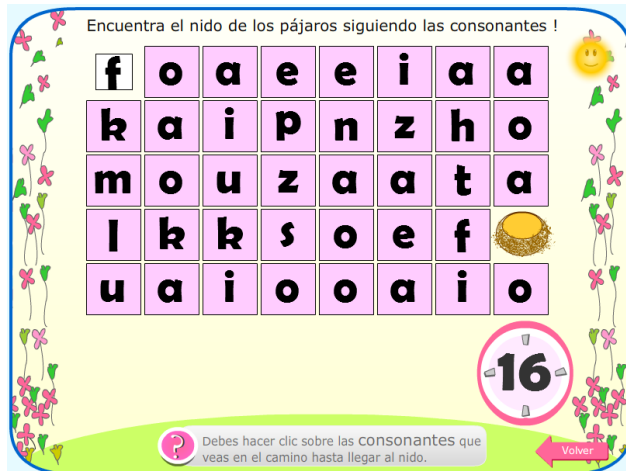 Encuentra el nido de los pájaros siguiendo las consonantes !
f o a e e i a a
k a i p n z h o
m o u z a a t a
l k k s o e f
u a i o o a i o
16
? Debes hacer clic sobre las consonantes que
veas en el camino hasta llegar al nido.
Volver